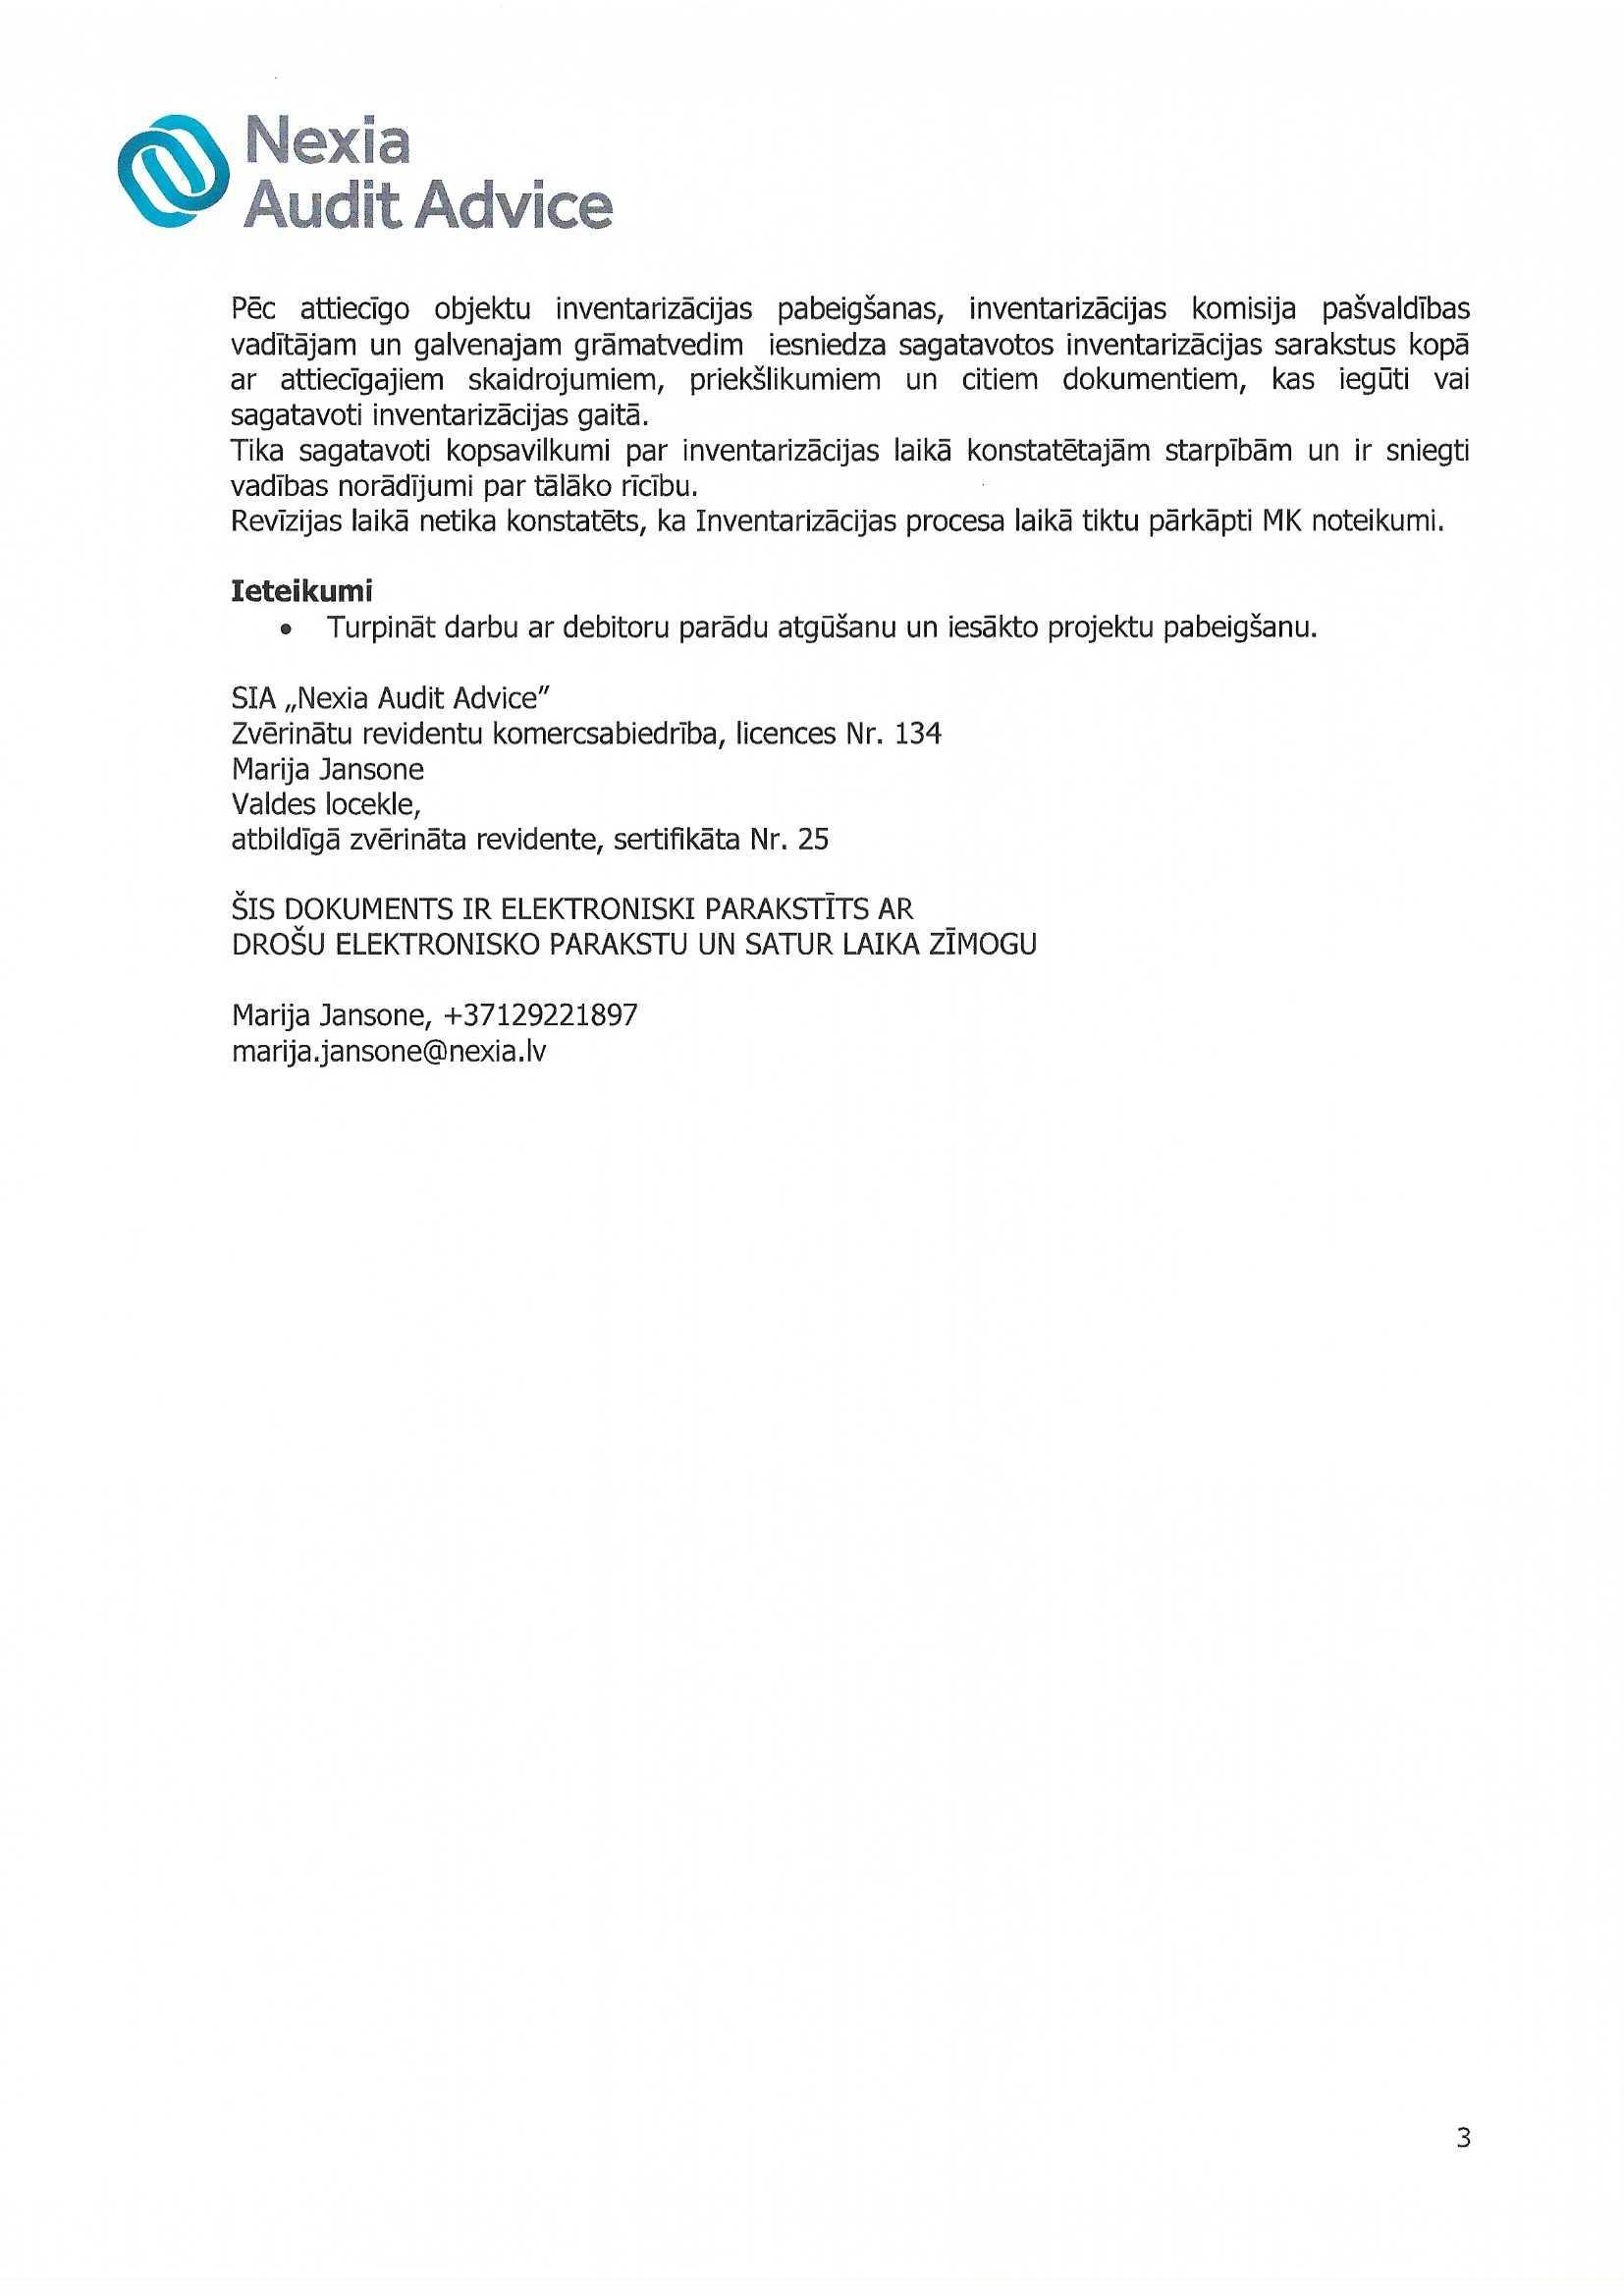 Nexia
Audit Advice
Pēc attiecīgo objektu inventarizācijas pabeigšanas, inventarizācijas komisija pašvaldības
vadītājam un galvenajam grāmatvedim iesniedza sagatavotos inventarizācijas sarakstus kopā
ar attiecīgajiem skaidrojumiem, priekšlikumiem un citiem dokumentiem, kas iegūti vai
sagatavoti inventarizācijas gaitā.
Tika sagatavoti kopsavilkumi par inventarizācijas laikā konstatētajām starpībām un ir sniegti
vadības norādījumi par tālāko rīcību.
Revīzijas laikā netika konstatēts, ka Inventarizācijas procesa laikā tiktu pārkāpti MK noteikumi.
Ieteikumi
• Turpināt darbu ar debitoru parādu atgūšanu un iesākto projektu pabeigšanu.
SIA „Nexia Audit Advice”
Zvērinātu revidentu komercsabiedrība, licences Nr. 134
Marija Jansone
Valdes locekle,
atbildīgā zvērināta revidente, sertifikāta Nr. 25
ŠIS DOKUMENTS IR ELEKTRONISKI PARAKSTĪTS AR
DROŠU ELEKTRONISKO PARAKSTU UN SATUR LAIKA ZĪMOGU
Marija Jansone, +37129221897
marija.jansone@nexia.lv
3